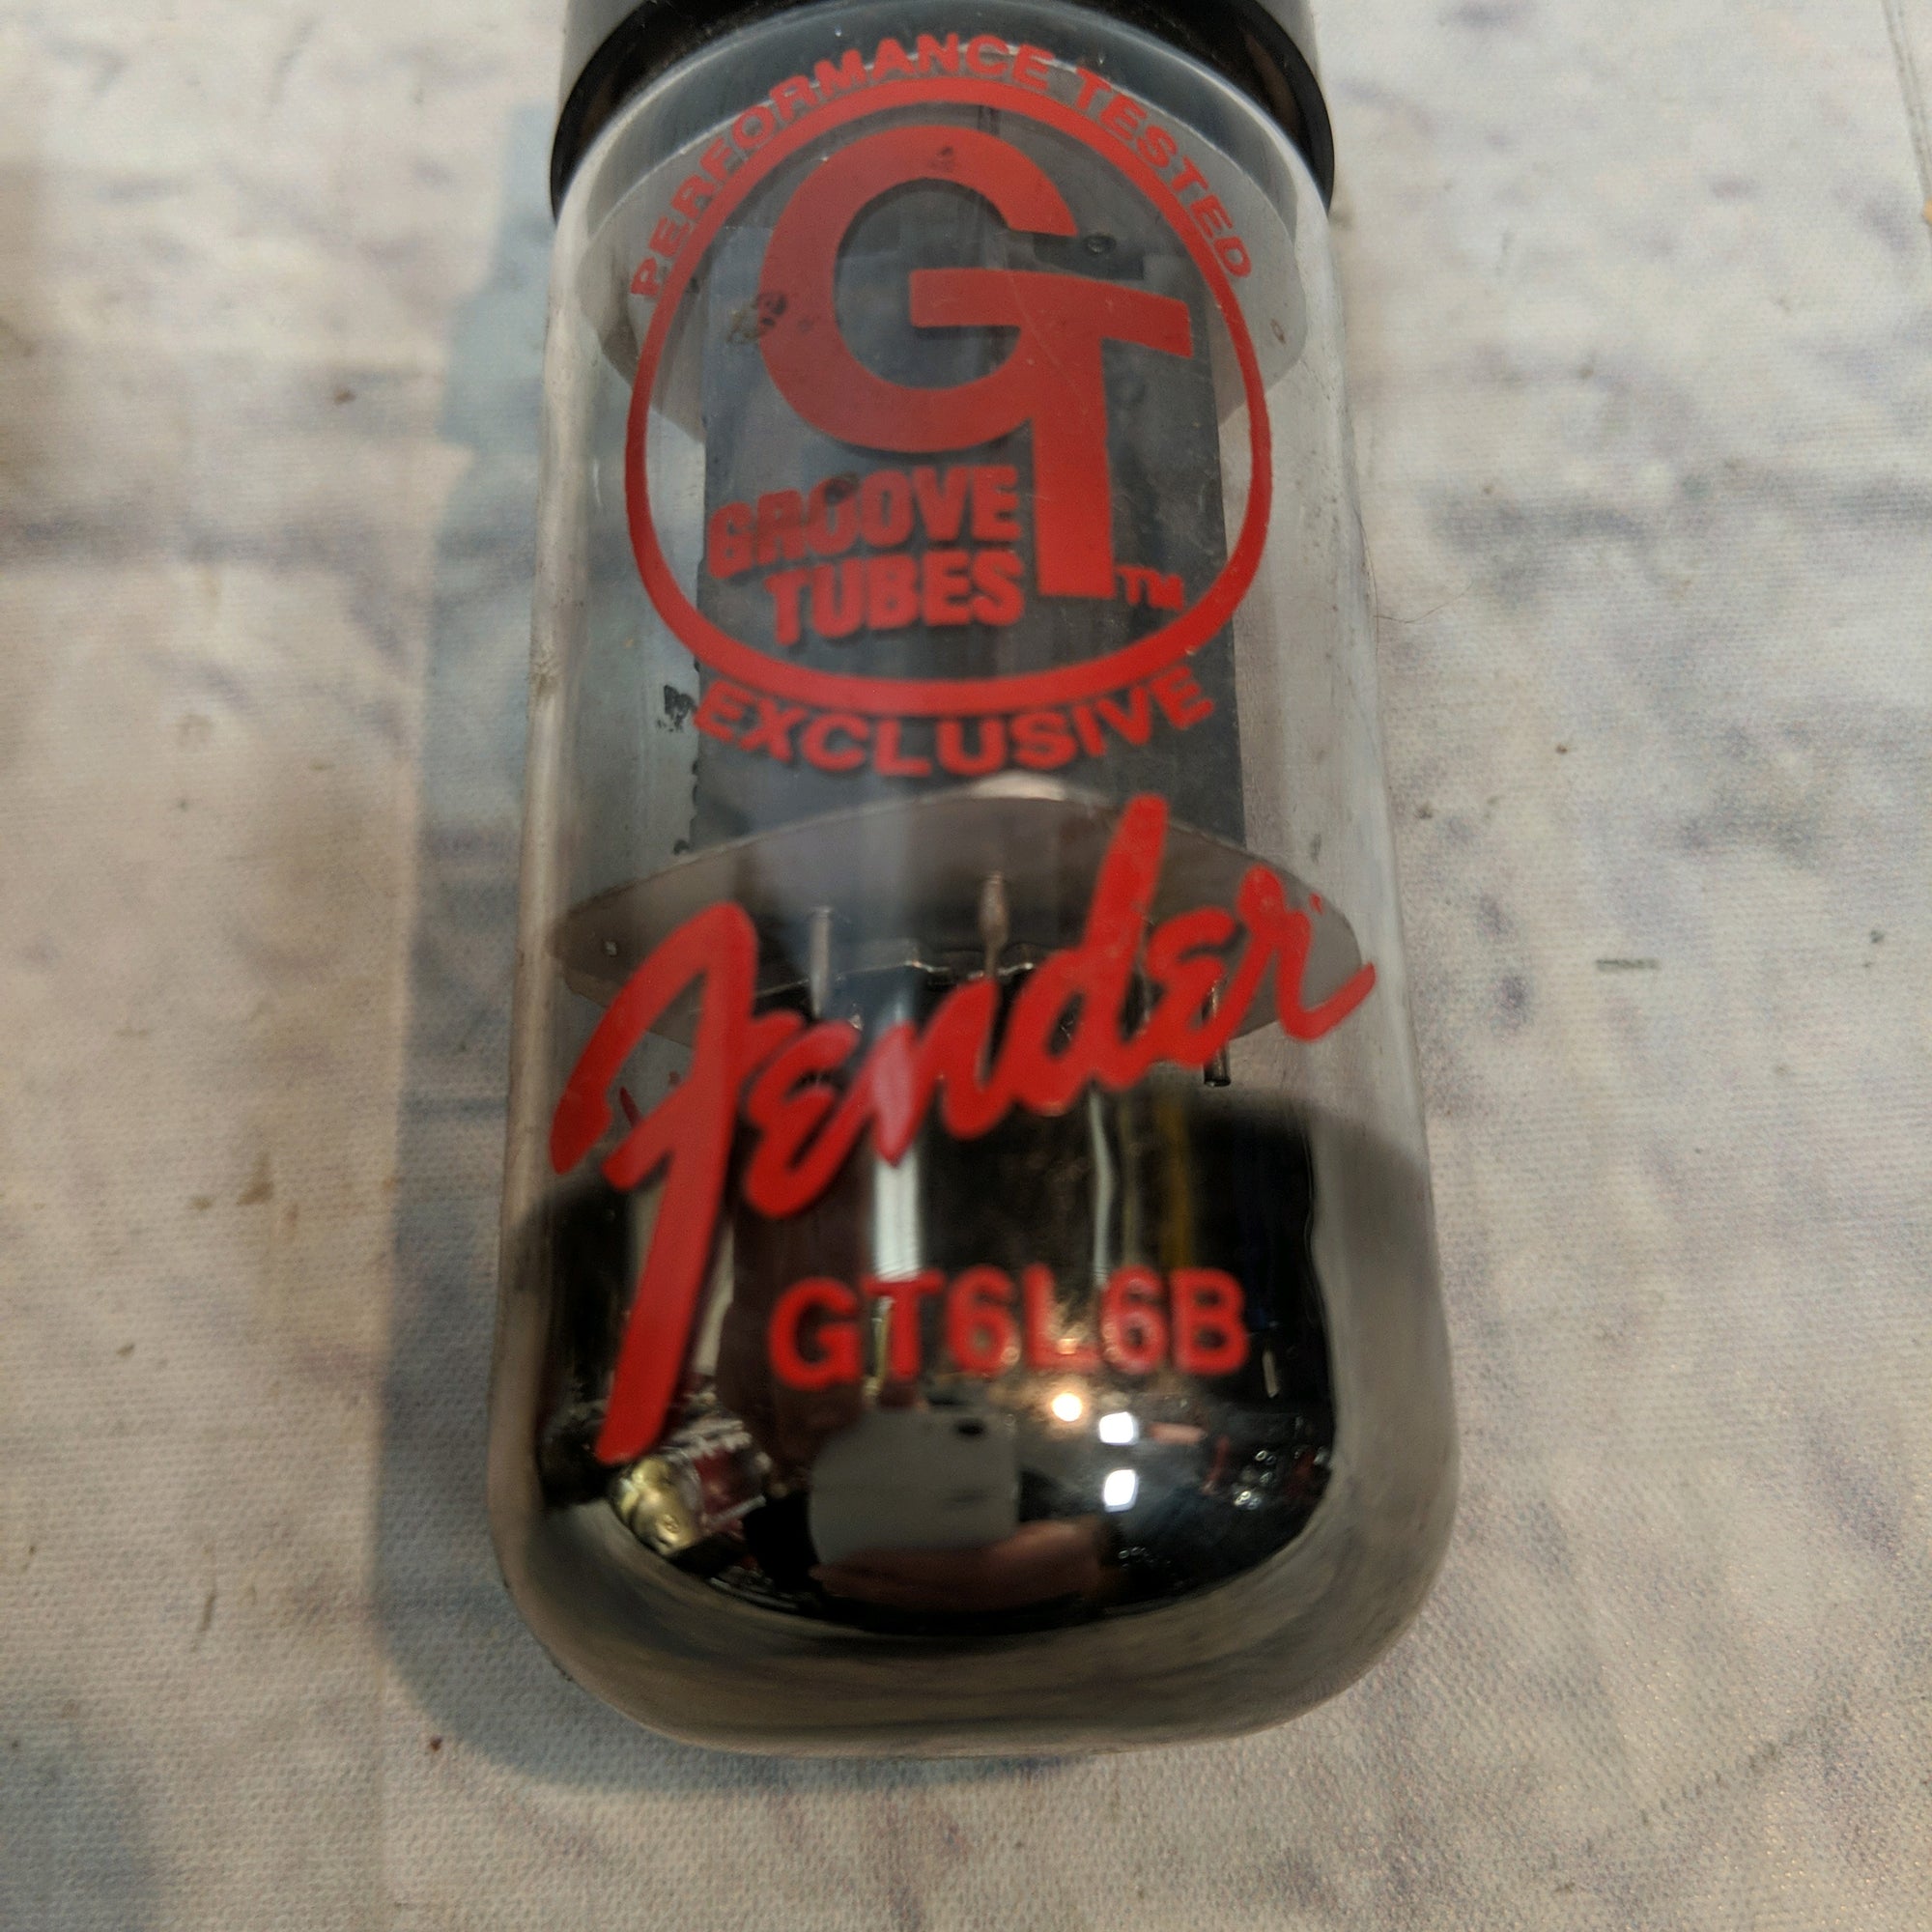 PERFORMANCE TESTED
GT
GROOVE
TUBES TM
EXCLUSIVE
Fender
GT6L6B